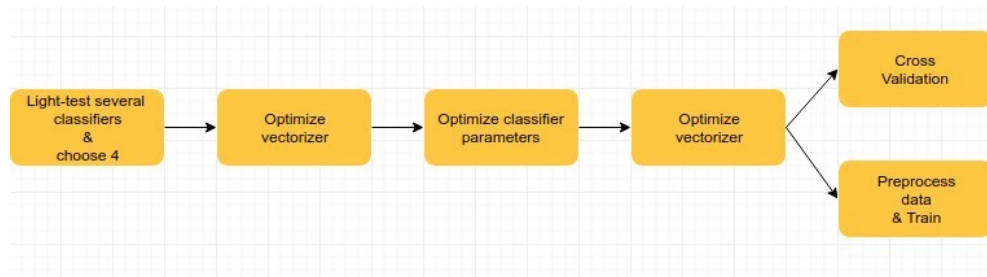 Light-test several
classifiers
&
choose 4
Optimize
vectorizer
Optimize classifier
parameters
Optimize
vectorizer
Cross
Validation
Preprocess
data
& Train